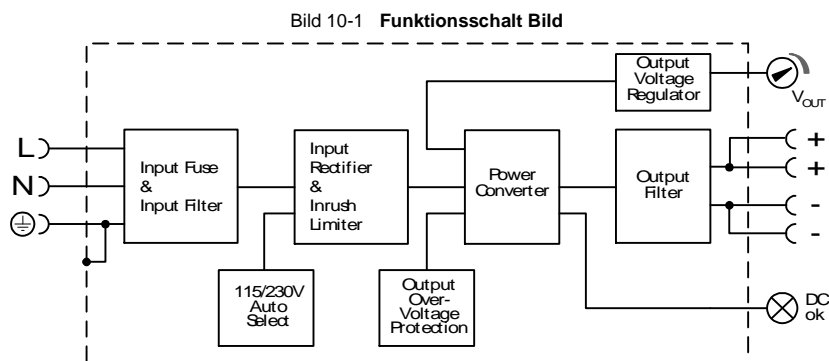 Bild 10-1 Funktionsschalt Bild
Output
Voltage
Regulator
VOUT
L
N
Input Fuse
&
Input Filter
Input
Rectifier
&
Inrush
Limiter
Power
Converter
Output
Filter
+
+
-
-
115/230V
Auto
Select
Output
Over-
Voltage
Protection
DC
ok